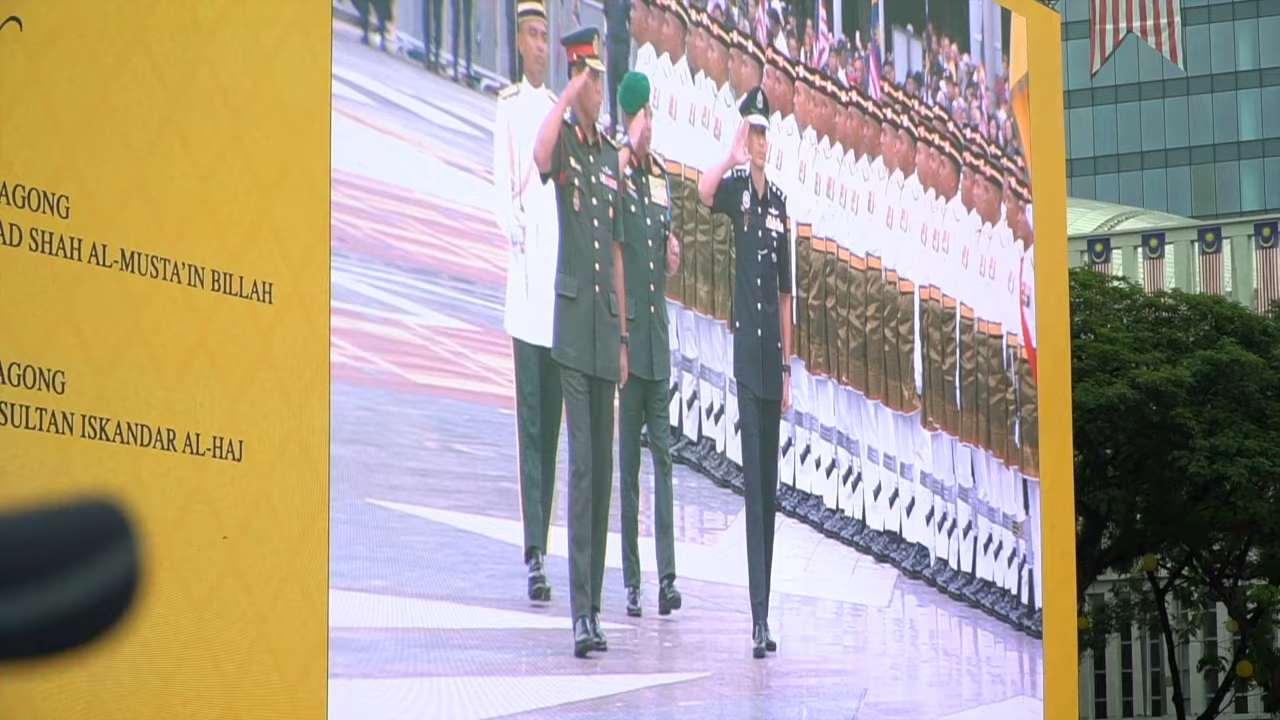 AGONG
AD SHAH AL-MUSTA'IN BILLAH
AGONG
SULTAN ISKANDAR AL-HAJ